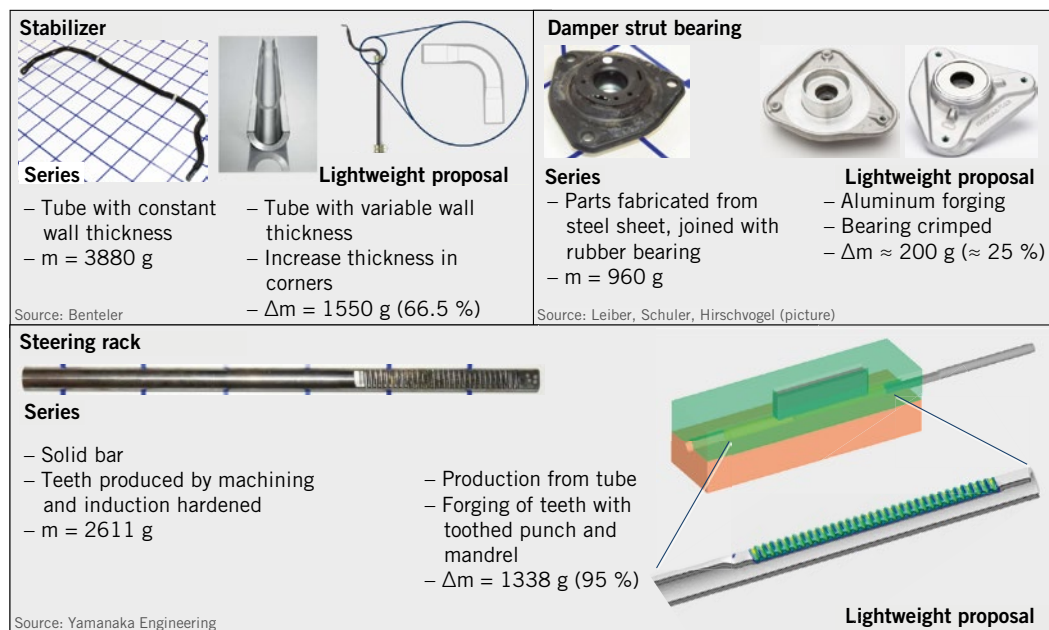 Stabilizer
Series
– Tube with constant
wall thickness
– m = 3880 g
Lightweight proposal
– Tube with variable wall
thickness
– Increase thickness in
corners
– Δm = 1550 g (66.5 %)
Source: Benteler
Damper strut bearing
Series
– Parts fabricated from
steel sheet, joined with
rubber bearing
– m = 960 g
Lightweight proposal
– Aluminum forging
– Bearing crimped
– Δm ≈ 200 g (≈ 25 %)
Source: Leiber, Schuler, Hirschvogel (picture)
Steering rack
Series
– Solid bar
– Teeth produced by machining
and induction hardened
– m = 2611 g
– Production from tube
– Forging of teeth with
toothed punch and
mandrel
– Δm = 1338 g (95 %)
Lightweight proposal
Source: Yamanaka Engineering